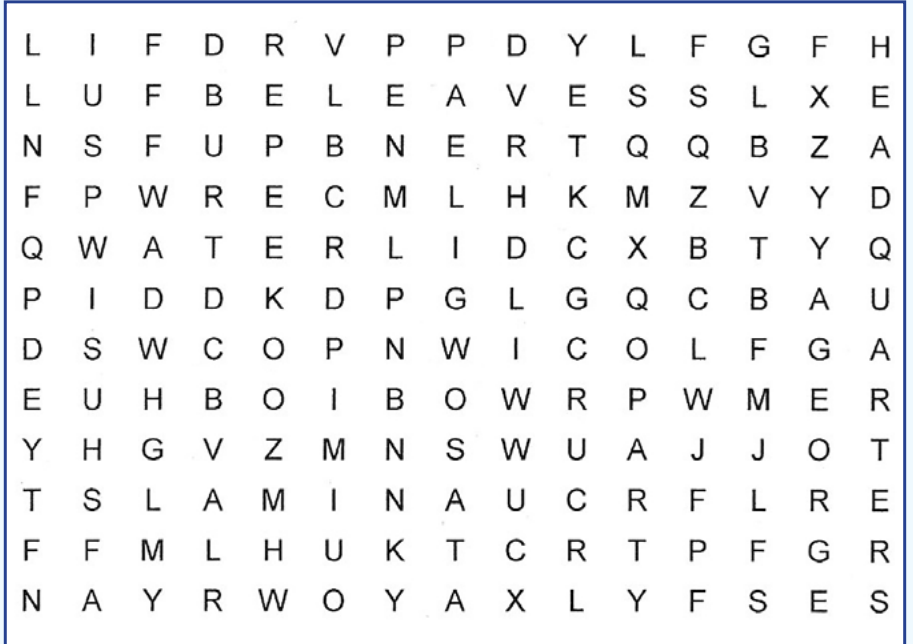 L I F D R V P P D Y L F G F H
L U F B E L E A V E S S L X E
N S F U P B N E R T Q Q B Z A
F P W R E C M L H K M Z V Y D
Q W A T E R L I D C X B T Y Q
P I D D K D P G L G Q C B A U
D S W C O P N W I C O L F G A
E U H B O I B O W R P W M E R
Y H G V Z M N S W U A J J O T
T S L A M I N A U C R F L R E
F F M L H U K T C R T P F G R
N A Y R W O Y A X L Y F S E S